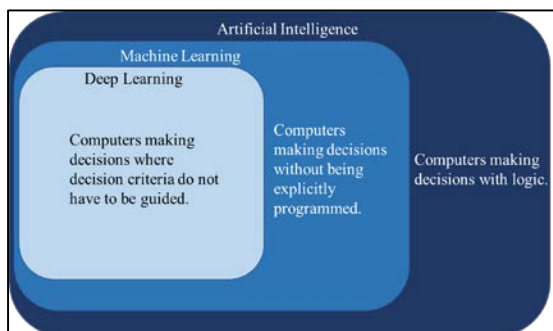 Artificial Intelligence
Machine Learning
Deep Learning
Computers making
decisions where
decision criteria do not
have to be guided.
Computers
making decisions
without being
explicitly
programmed.
Computers making
decisions with logic.